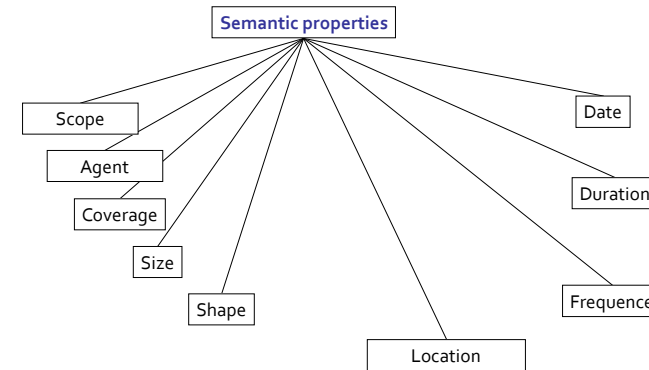 Semantic properties
Scope
Date
Agent
Duration
Coverage
Size
Frequence
Shape
Location